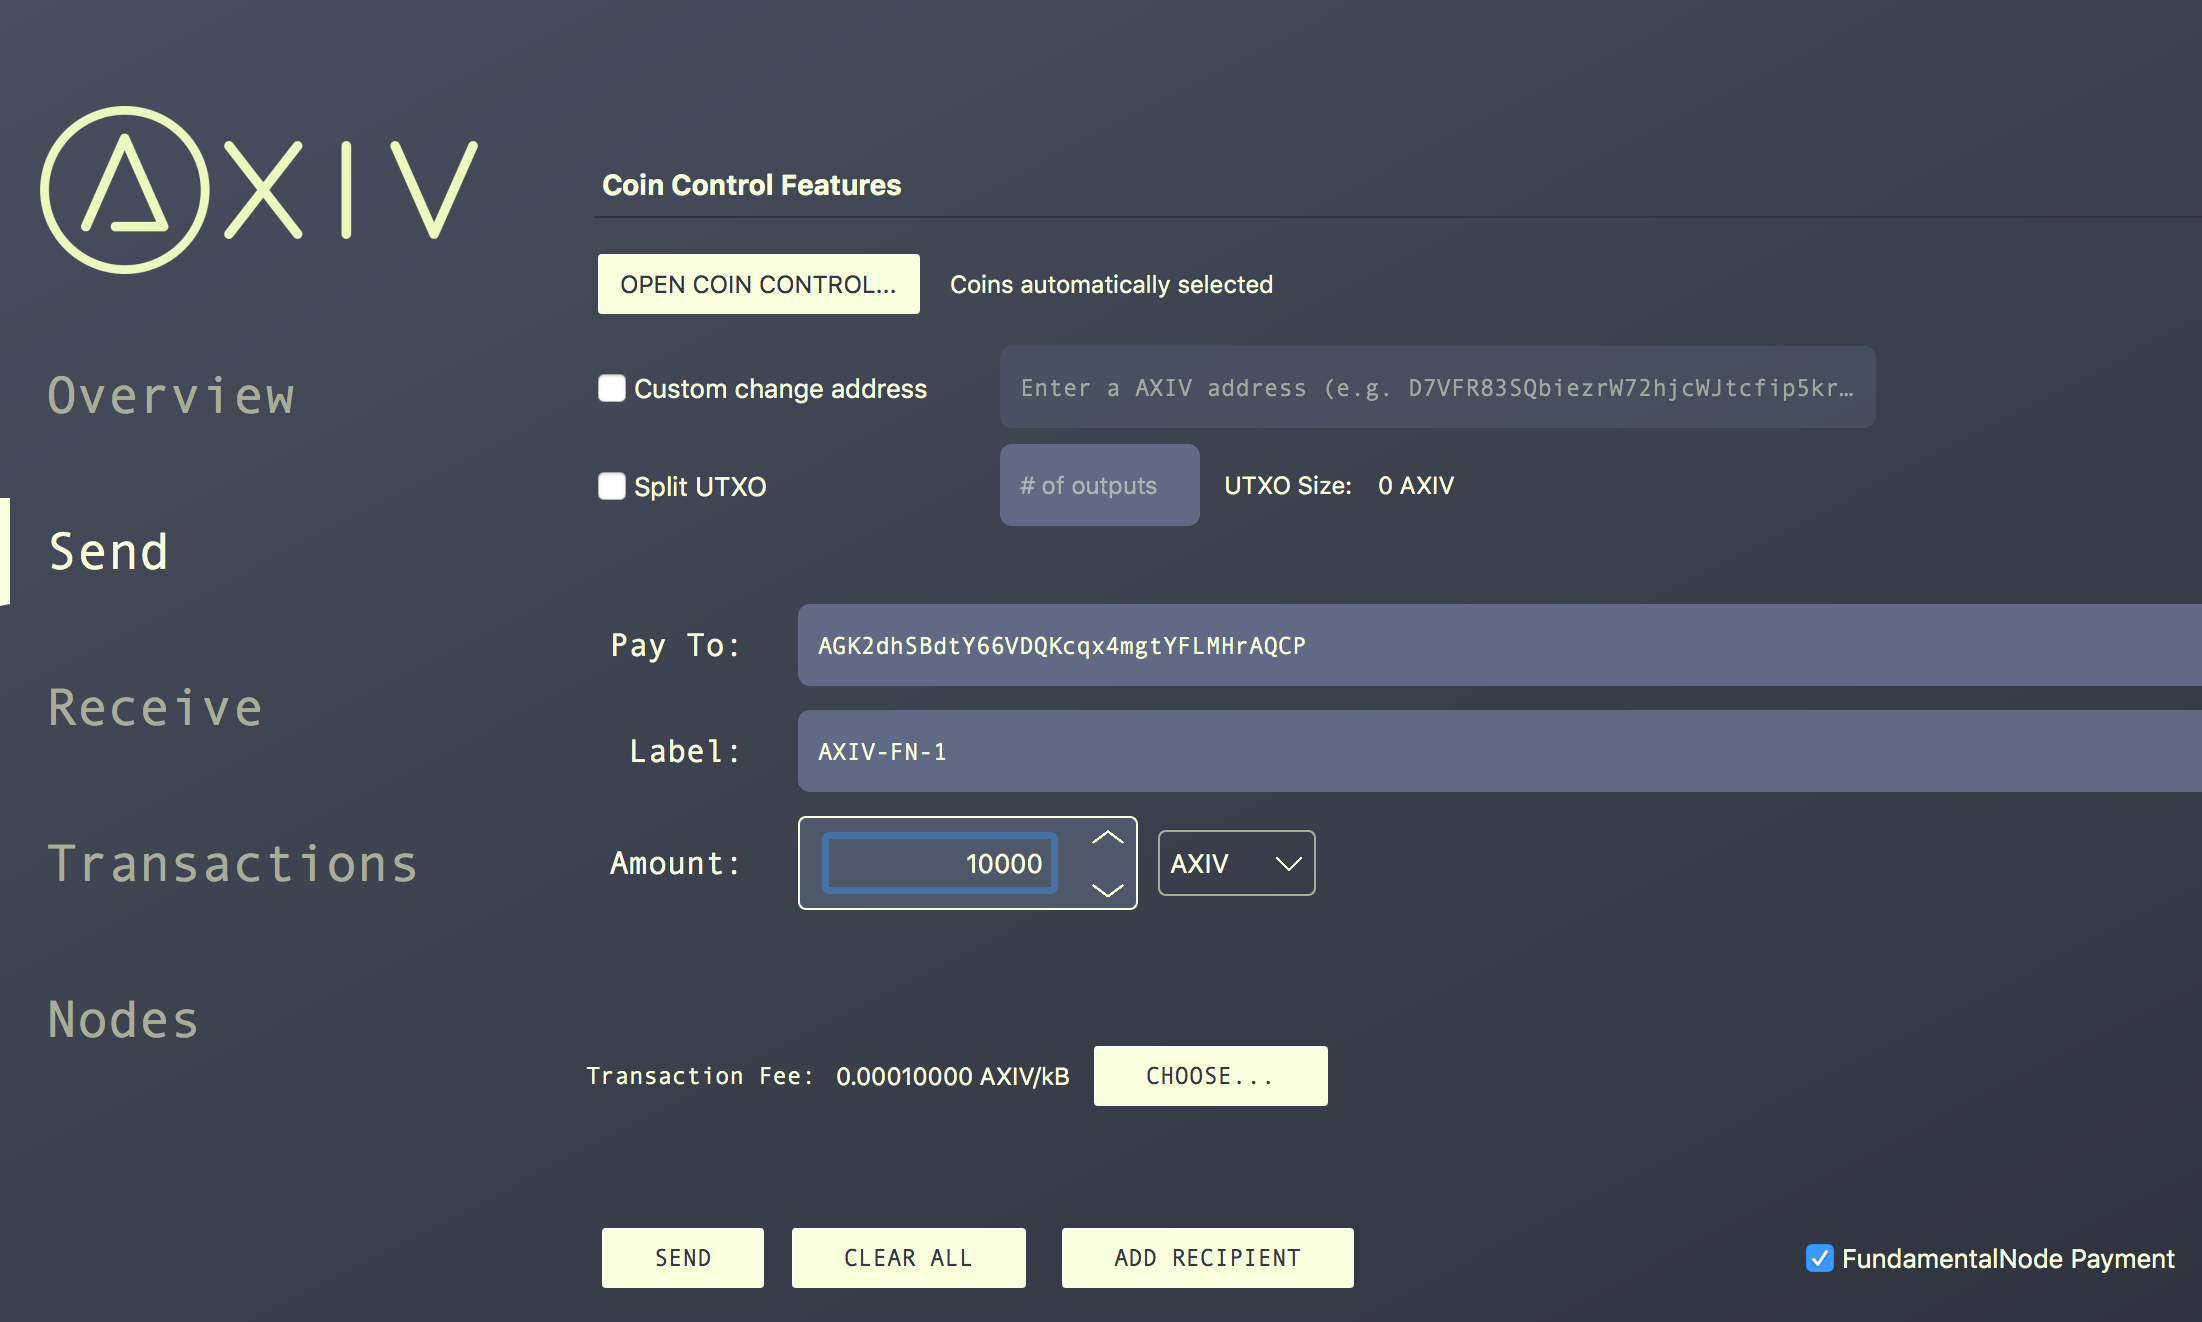 AXIV
Coin Control Features
OPEN COIN CONTROL...
Coins automatically selected
Custom change address
Enter a AXIV address (e.g. D7VFR83SQbiezrW72hjcWJtcfip5kr…
Split UTXO
# of outputs
UTXO Size: 0 AXIV
Overview
Send
Receive
Transactions
Nodes
Pay To: AGK2dhSBdtY66VDQKcqx4mgtYFLMHrAQCP
Label: AXIV-FN-1
Amount: 10000 AXIV
Transaction Fee: 0.00010000 AXIV/kB CHOOSE...
SEND CLEAR ALL ADD RECIPIENT FundamentalNode Payment